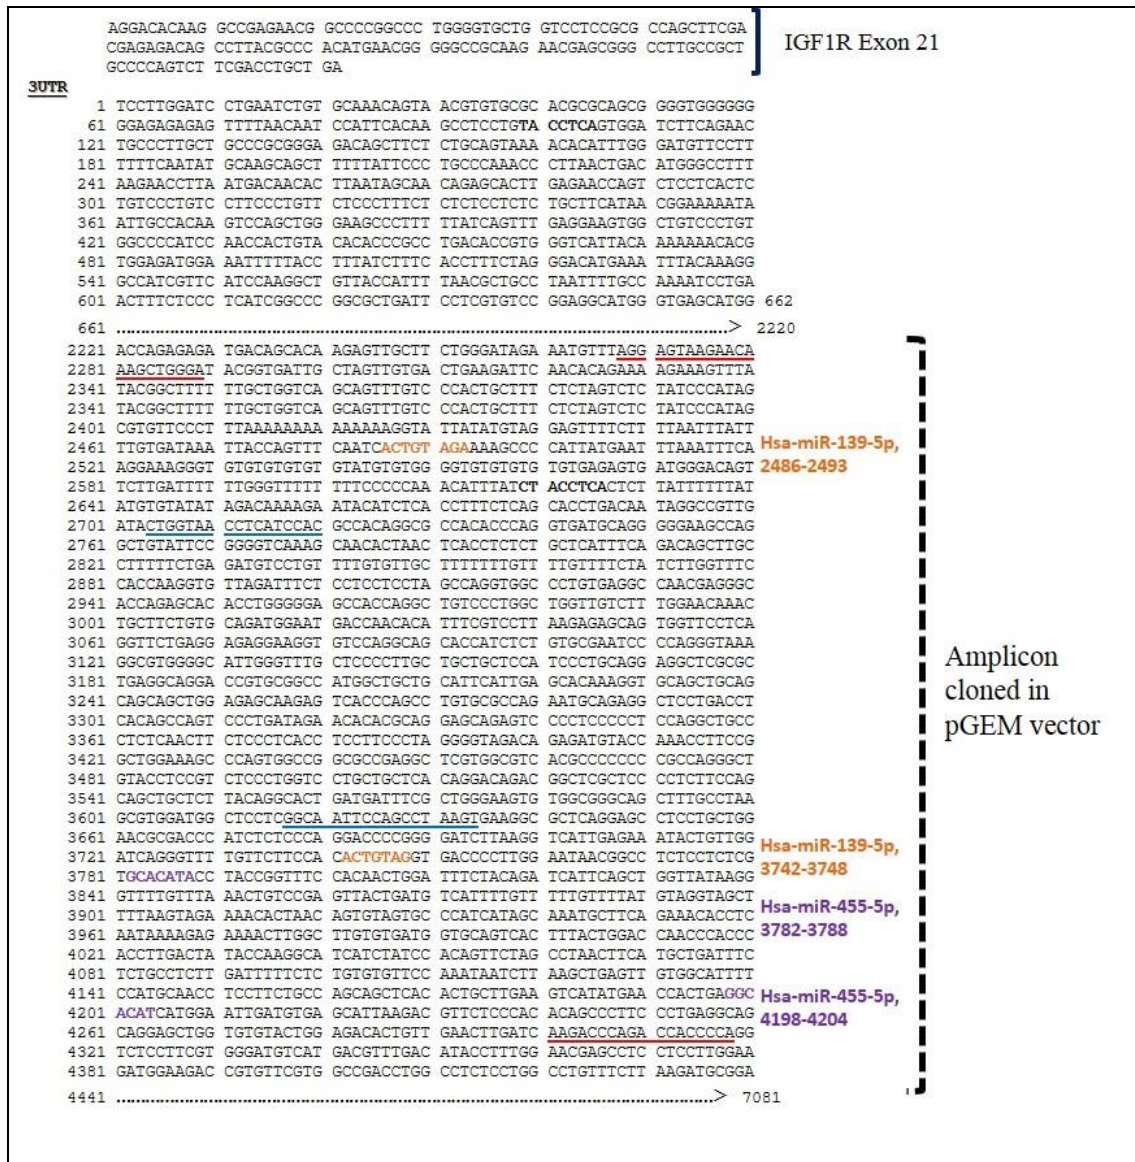 AGGACACAAG GCCGAGAACG GCCCCGGCCC TGGGGTGCTG GTCCTCCGCG CCAGCTTCGA
CGAGAGACAG CCTTACGCCC ACATGAACGG GGGCCGCAAG AACGAGCGGG CCTTGCCGCT
GCCCCAGTCT TCGACCTGCT GA
IGF1R Exon 21
3UTR
1 TCCTTGGATC CTGAATCTGT GCAAACAGTA ACGTGTGCGC ACGCGCAGCG GGGTGGGGGG
61 GGAGAGAGAG TTTTAACAAT CCATTCACAA GCCTCCTGTA CCTCAGTGGA TCTTCAGAAC
121 TGCCCTTGCT GCCCGCGGGA GACAGCTTCT CTGCAGTAAA ACACATTTGG GATGTTCCTT
181 TTTTCAATAT GCAAGCAGCT TTTTATTCCC TGCCCAAACC CTTAACTGAC ATGGGCCTTT
241 AAGAACCTTA ATGACAACAC TTAATAGCAA CAGAGCACTT GAGAACCAGT CTCCTCACTC
301 TGTCCCTGTC CTTCCCTGTT CTCCCTTTCT CTCTCCTCTC TGCTTCATAA CGGAAAAATA
361 ATTGCCACAA GTCCAGCTGG GAAGCCCTTT TTATCAGTTT GAGGAAGTGG CTGTCCCTGT
421 GGCCCCATCC AACCACTGTA CACACCCGCC TGACACCGTG GGTCATTACA AAAAAACACG
481 TGGAGATGGA AATTTTTACC TTTATCTTTC ACCTTTCTAG GGACATGAAA TTTACAAAGG
541 GCCATCGTTC ATCCAAGGCT GTTACCATTT TAACGCTGCC TAATTTTGCC AAAATCCTGA
601 ACTTTCTCCC TCATCGGCCC GGCGCTGATT CCTCGTGTCC GGAGGCATGG GTGAGCATGG 662
661 ..........> 2220
2221 ACCAGAGAGA TGACAGCACA AGAGTTGCTT CTGGGATAGA AATGTTTAGG AGTAAGAACA
2281 AAGCTGGGAT ACGGTGATTG CTAGTTGTGA CTGAAGATTC AACACAGAAA AGAAAGTTTA
2341 TACGGCTTTT TTGCTGGTCA GCAGTTTGTC CCACTGCTTT CTCTAGTCTC TATCCCATAG
2341 TACGGCTTTT TTGCTGGTCA GCAGTTTGTC CCACTGCTTT CTCTAGTCTC TATCCCATAG
2401 CGTGTTCCCT TTAAAAAAAA AAAAAAGGTA TTATATGTAG GAGTTTTCTT TTAATTTATT
2461 TTGTGATAAA TTACCAGTTT CAATCACTGT AGAAAAGCCC CATTATGAAT TTAAATTTCA
Hsa-miR-139-5p,
2486-2493
2521 AGGAAAGGGT GTGTGTGTGT GTATGTGTGG GGTGTGTGTG TGTGAGAGTG ATGGGACAGT
2581 TCTTGATTTT TTGGGTTTTT TTTCCCCCAA ACATTTATCT ACCTCACTCT TATTTTTTAT
2641 ATGTGTATAT AGACAAAAGA ATACATCTCA CCTTTCTCAG CACCTGACAA TAGGCCGTTG
2701 ATACTGGTAA CCTCATCCAC GCCACAGGCG CCACACCCAG GTGATGCAGG GGGAAGCCAG
2761 GCTGTATTCC GGGGTCAAAG CAACACTAAC TCACCTCTCT GCTCATTTCA GACAGCTTGC
2821 CTTTTTCTGA GATGTCCTGT TTTGTGTTGC TTTTTTTGTT TTGTTTTCTA TCTTGGTTTC
2881 CACCAAGGTG TTAGATTTCT CCTCCTCCTA GCCAGGTGGC CCTGTGAGGC CAACGAGGGC
2941 ACCAGAGCAC ACCTGGGGGA GCCACCAGGC TGTCCCTGGC TGGTTGTCTT TGGAACAAAC
3001 TGCTTCTGTG CAGATGGAAT GACCAACACA TTTCGTCCTT AAGAGAGCAG TGGTTCCTCA
3061 GGTTCTGAGG AGAGGAAGGT GTCCAGGCAG CACCATCTCT GTGCGAATCC CCAGGGTAAA
3121 GGCGTGGGGC ATTGGGTTTG CTCCCCTTGC TGCTGCTCCA TCCCTGCAGG AGGCTCGCGC
3181 TGAGGCAGGA CCGTGCGGCC ATGGCTGCTG CATTCATTGA GCACAAAGGT GCAGCTGCAG
3241 CAGCAGCTGG AGAGCAAGAG TCACCCAGCC TGTGCGCCAG AATGCAGAGG CTCCTGACCT
3301 CACAGCCAGT CCCTGATAGA ACACACGCAG GAGCAGAGTC CCCTCCCCCT CCAGGCTGCC
3361 CTCTCAACTT CTCCCTCACC TCCTTCCCTA GGGGTAGACA GAGATGTACC AAACCTTCCG
3421 GCTGGAAAGC CCAGTGGCCG GCGCCGAGGC TCGTGGCGTC ACGCCCCCCC CGCCAGGGCT
3481 GTACCTCCGT CTCCCTGGTC CTGCTGCTCA CAGGACAGAC GGCTCGCTCC CCTCTTCCAG
3541 CAGCTGCTCT TACAGGCACT GATGATTTCG CTGGGAAGTG TGGCGGGCAG CTTTGCCTAA
3601 GCGTGGATGG CTCCTCGGCA ATTCCAGCCT AAGTGAAGGC GCTCAGGAGC CTCCTGCTGG
3661 AACGCGACCC ATCTCTCCCA GGACCCCGGG GATCTTAAGG TCATTGAGAA ATACTGTTGG
3721 ATCAGGGTTT TGTTCTTCCA CACTGTAGGT GACCCCTTGG AATAACGGCC TCTCCTCTCG
Hsa-miR-139-5p,
3742-3748
3781 TGCACATACC TACCGGTTTC CACAACTGGA TTTCTACAGA TCATTCAGCT GGTTATAAGG
3841 GTTTTGTTTA AACTGTCCGA GTTACTGATG TCATTTTGTT TTTGTTTTAT GTAGGTAGCT
Hsa-miR-455-5p,
3782-3788
3901 TTTAAGTAGA AAACACTAAC AGTGTAGTGC CCATCATAGC AAATGCTTCA GAAACACCTC
3961 AATAAAAGAG AAAACTTGGC TTGTGTGATG GTGCAGTCAC TTTACTGGAC CAACCCACCC
4021 ACCTTGACTA TACCAAGGCA TCATCTATCC ACAGTTCTAG CCTAACTTCA TGCTGATTTC
4081 TCTGCCTCTT GATTTTTCTC TGTGTGTTCC AAATAATCTT AAGCTGAGTT GTGGCATTTT
4141 CCATGCAACC TCCTTCTGCC AGCAGCTCAC ACTGCTTGAA GTCATATGAA CCACTGAGGC
4201 ACATCATGGA ATTGATGTGA GCATTAAGAC GTTCTCCCAC ACAGCCCTTC CCTGAGGCAG
Hsa-miR-455-5p,
4198-4204
4261 CAGGAGCTGG TGTGTACTGG AGACACTGTT GAACTTGATC AAGACCCAGA CCACCCCAGG
4321 TCTCCTTCGT GGGATGTCAT GACGTTTGAC ATACCTTTGG AACGAGCCTC CTCCTTGGAA
4381 GATGGAAGAC CGTGTTCGTG GCCGACCTGG CCTCTCCTGG CCTGTTTCTT AAGATGCGGA
4441 ..........> 7081
Amplicon
cloned in
pGEM vector